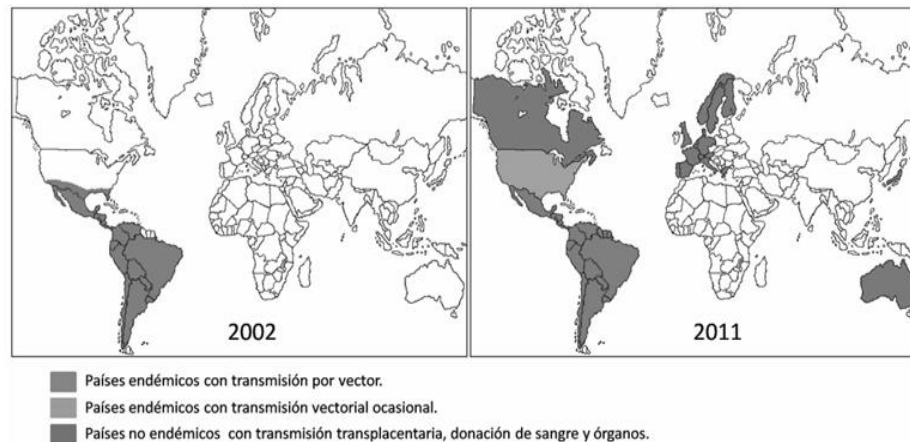 2002
2011
Países endémicos con transmisión por vector.
Países endémicos con transmisión vectorial ocasional.
Países no endémicos con transmisión transplacentaria, donación de sangre y órganos.